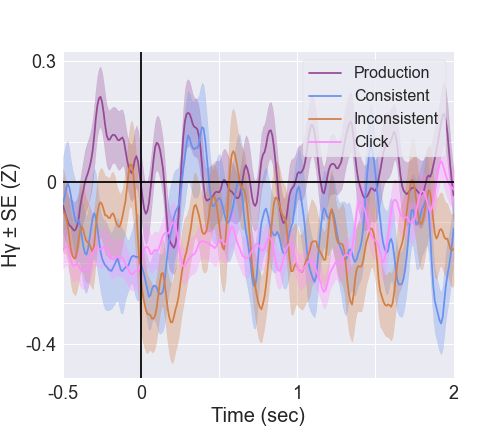 Production
Consistent
Inconsistent
Click
0.3
0
-0.4
Hγ ± SE (Z)
-0.5
0
1
2
Time (sec)